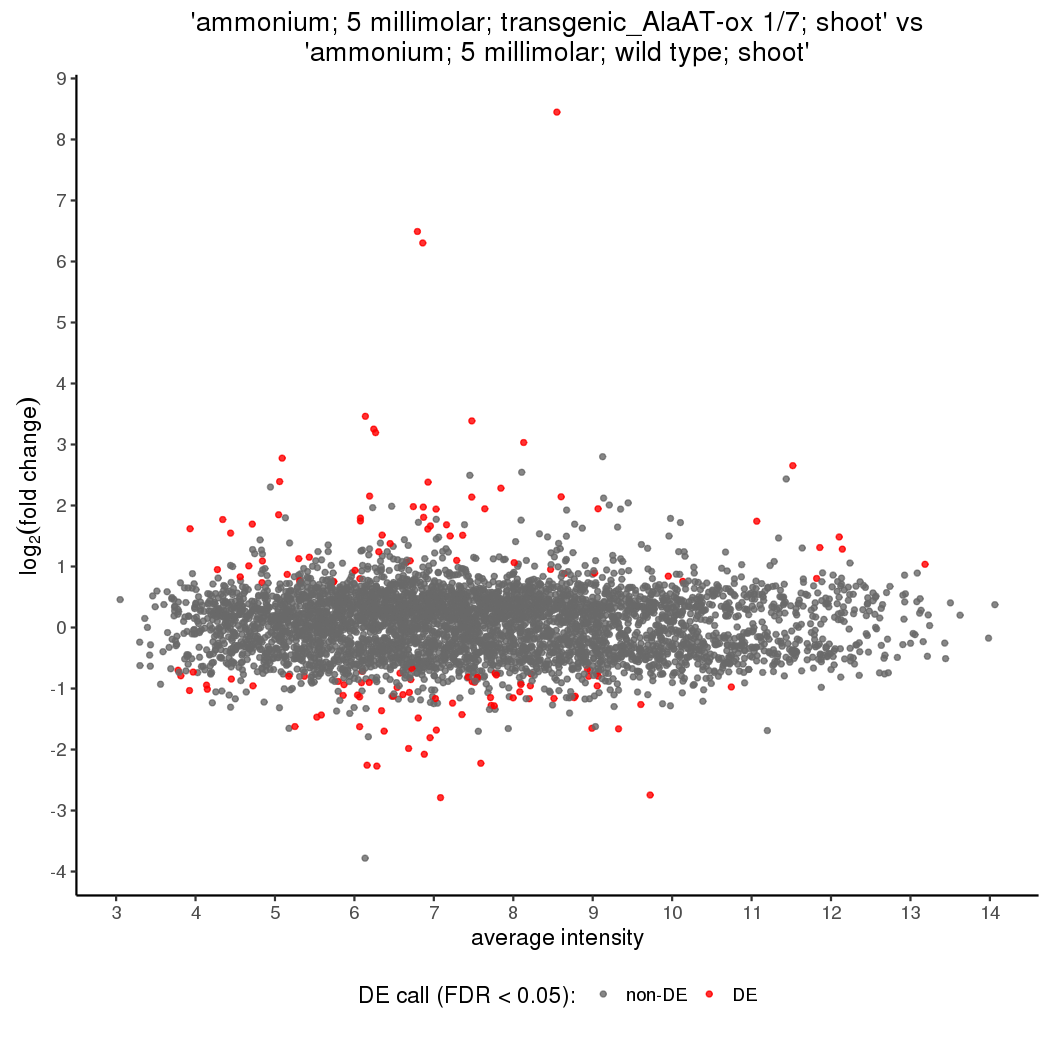 'ammonium; 5 millimolar; transgenic_AlaAT-ox 1/7; shoot' vs
'ammonium; 5 millimolar; wild type; shoot'
9
8
7
6
5
4
3
2
1
0
-1
-2
-3
-4
log₂(fold change)
3 4 5 6 7 8 9 10 11 12 13 14
average intensity
DE call (FDR < 0.05): non-DE DE